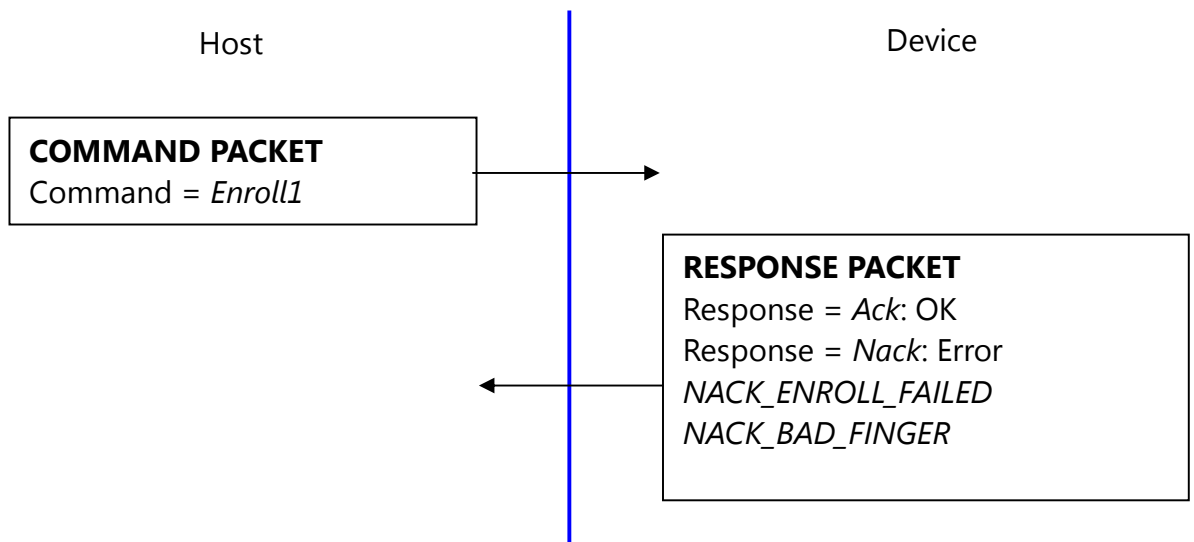 Host
Device
COMMAND PACKET
Command = Enroll1
RESPONSE PACKET
Response = Ack: OK
Response = Nack: Error
NACK_ENROLL_FAILED
NACK_BAD_FINGER